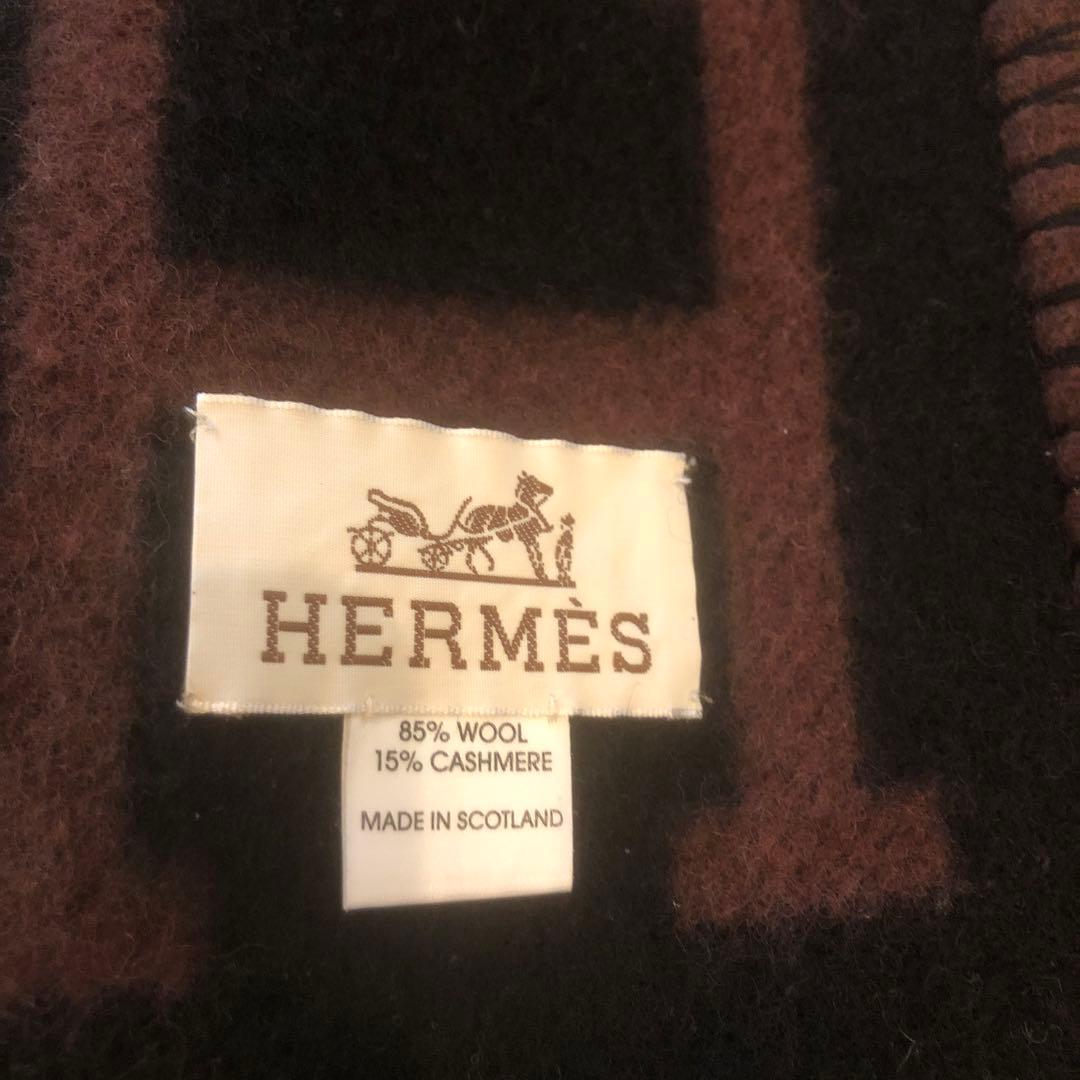 HERMÈS
85% WOOL
15% CASHMERE
MADE IN SCOTLAND